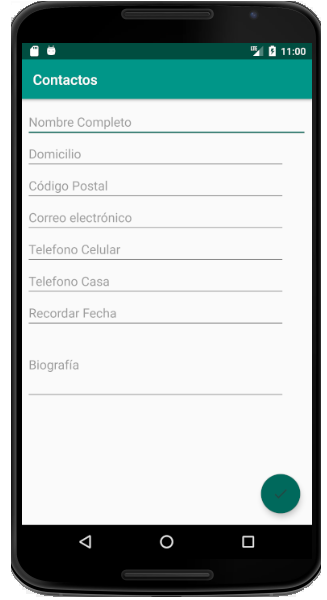 11:00
Contactos
Nombre Completo
Domicilio
Código Postal
Correo electrónico
Telefono Celular
Telefono Casa
Recordar Fecha
Biografía